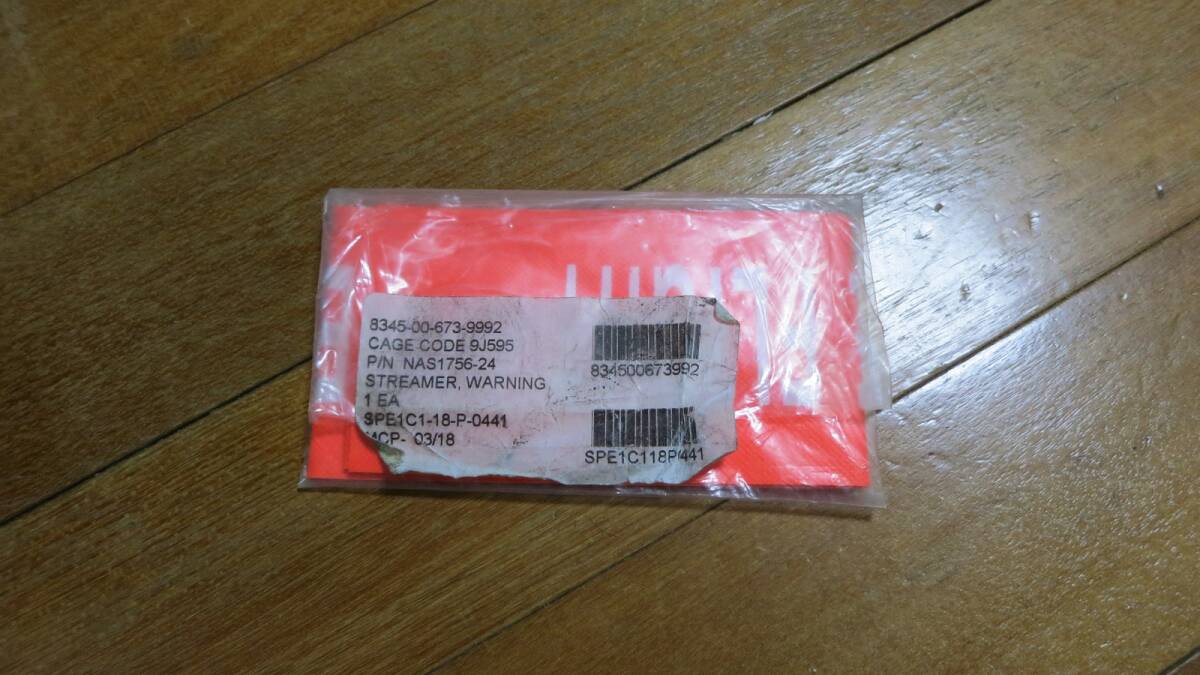 8345-00-673-9992
CAGE CODE 9J595
P/N NAS1756-24
STREAMER, WARNING
1 EA
SPE1C1-18-P-0441
MCP- 03/18
834500673992
SPE1C118P0441